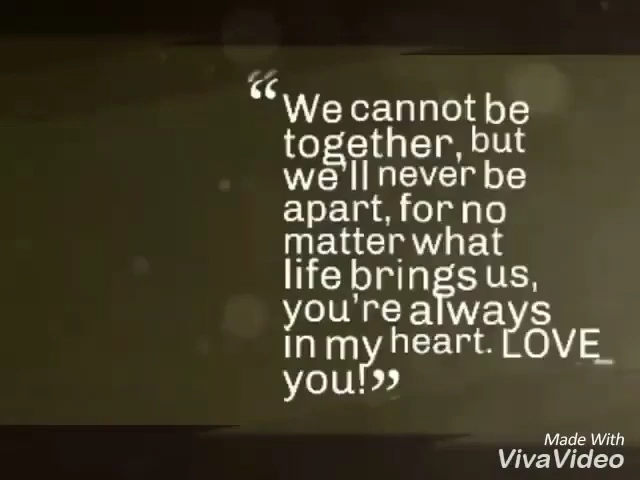 “We cannot be
together, but
we'll never be
apart, for no
matter what
life brings us,
you're always
in my heart. LOVE_
you!”
Made With
VivaVideo